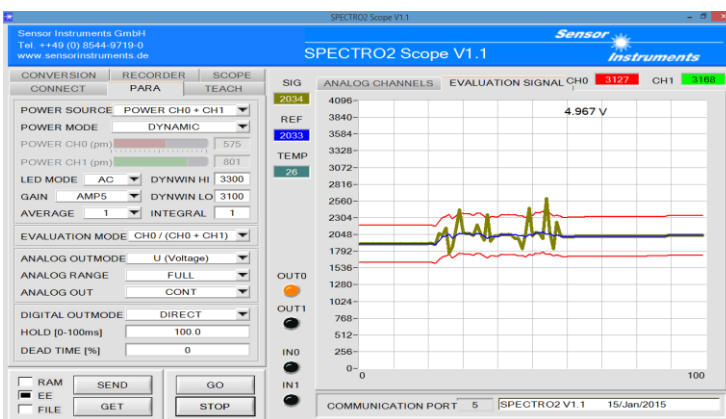 SPECTRO2 Scope V1.1
Sensor Instruments GmbH
Tel. ++49 (0) 8544-9719-0
www.sensorinstruments.de
SPECTRO2 Scope V1.1
Sensor
Instruments
CONVERSION RECORDER SCOPE
CONNECT PARA TEACH
POWER SOURCE POWER CH0 + CH1
POWER MODE DYNAMIC
POWER CH0 (pm) 575
POWER CH1 (pm) 801
LED MODE AC DYNWIN HI 3300
GAIN AMP5 DYNWIN LO 3100
AVERAGE 1 INTEGRAL 1
EVALUATION MODE CH0 / (CH0 + CH1)
ANALOG OUTMODE U (Voltage)
ANALOG RANGE FULL
ANALOG OUT CONT
DIGITAL OUTMODE DIRECT
HOLD [0-100ms] 100.0
DEAD TIME [%] 0
RAM
EE
FILE
SEND GO
GET STOP
SIG
2034
REF
2033
TEMP
26
OUT0
OUT1
IN0
IN1
ANALOG CHANNELS EVALUATION SIGNAL CH0 3127 CH1 3168
4.967 V
4096
3840
3584
3328
3072
2816
2560
2304
2048
1792
1536
1280
1024
768
512
256
0
0 100
COMMUNICATION PORT 5 SPECTRO2 V1.1 15/Jan/2015